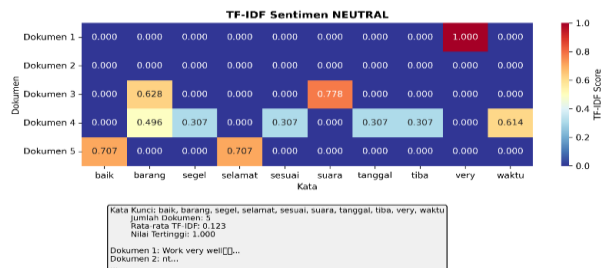 TF-IDF Sentimen NEUTRAL
Dokumen
Dokumen 1 0.000 0.000 0.000 0.000 0.000 0.000 0.000 0.000 1.000 0.000
Dokumen 2 0.000 0.000 0.000 0.000 0.000 0.000 0.000 0.000 0.000 0.000
Dokumen 3 0.000 0.628 0.000 0.000 0.000 0.778 0.000 0.000 0.000 0.000
Dokumen 4 0.000 0.496 0.307 0.000 0.307 0.000 0.307 0.307 0.000 0.614
Dokumen 5 0.707 0.000 0.000 0.707 0.000 0.000 0.000 0.000 0.000 0.000
baik barang segel selamat sesuai suara tanggal tiba very waktu
Kata
1.0
0.8
0.6
0.4
0.2
0.0
TF-IDF Score
Kata Kunci: baik, barang, segel, selamat, sesuai, suara, tanggal, tiba, very, waktu
Jumlah Dokumen: 5
Rata-rata TF-IDF: 0.123
Nilai Tertinggi: 1.000
Dokumen 1: Work very well▯▯...
Dokumen 2: nt...